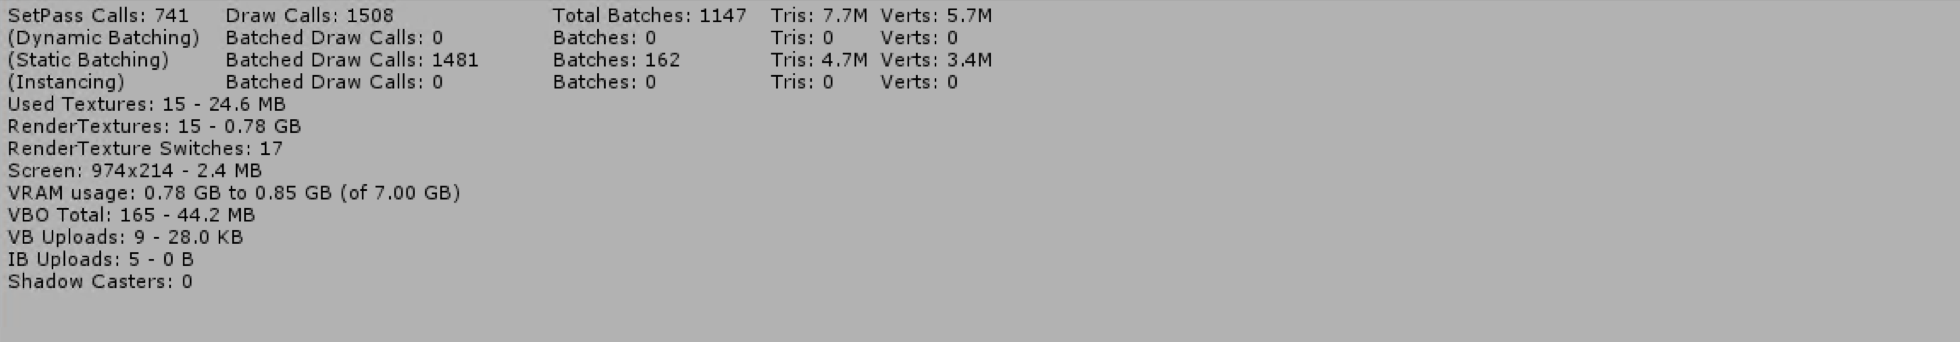 SetPass Calls: 741 Draw Calls: 1508 Total Batches: 1147 Tris: 7.7M Verts: 5.7M
(Dynamic Batching) Batched Draw Calls: 0 Batches: 0 Tris: 0 Verts: 0
(Static Batching) Batched Draw Calls: 1481 Batches: 162 Tris: 4.7M Verts: 3.4M
(Instancing) Batched Draw Calls: 0 Batches: 0 Tris: 0 Verts: 0
Used Textures: 15 - 24.6 MB
RenderTextures: 15 - 0.78 GB
RenderTexture Switches: 17
Screen: 974x214 - 2.4 MB
VRAM usage: 0.78 GB to 0.85 GB (of 7.00 GB)
VBO Total: 165 - 44.2 MB
VB Uploads: 9 - 28.0 KB
IB Uploads: 5 - 0 B
Shadow Casters: 0